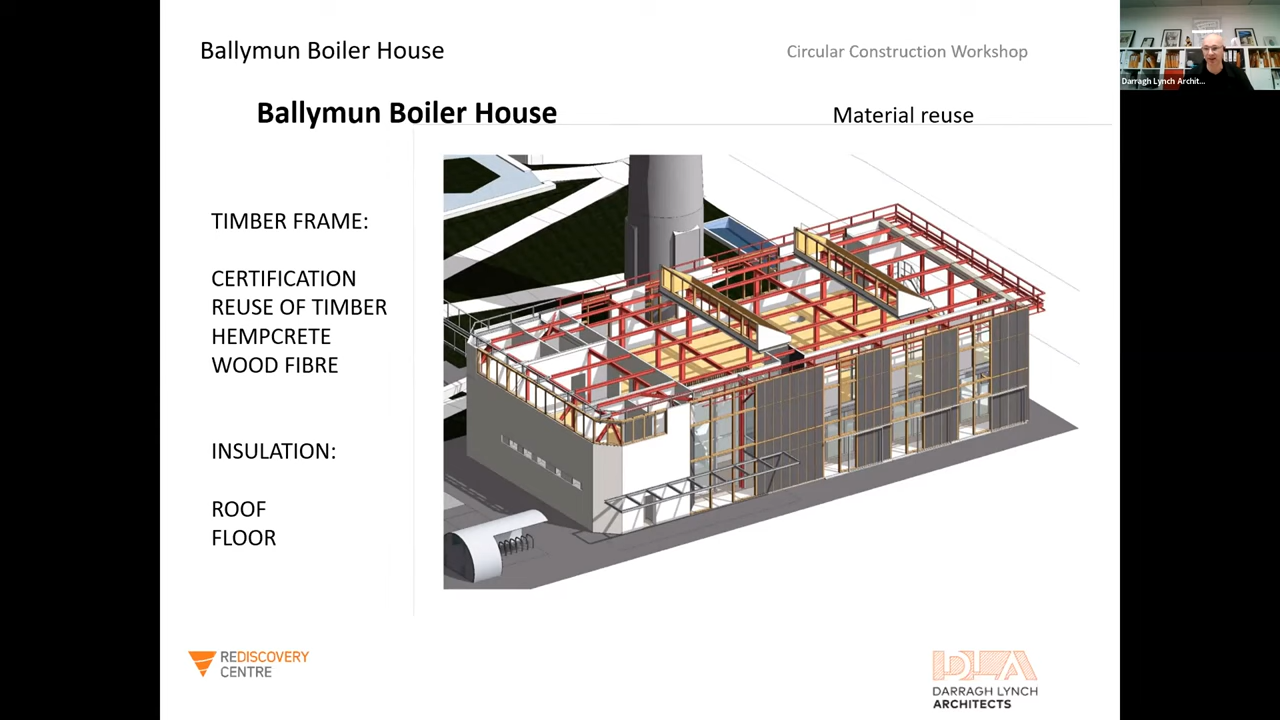 Ballymun Boiler House
Circular Construction Workshop
Darragh Lynch Archit...
Ballymun Boiler House
Material reuse
TIMBER FRAME:
CERTIFICATION
REUSE OF TIMBER
HEMPCRETE
WOOD FIBRE
INSULATION:
ROOF
FLOOR
REDISCOVERY
CENTRE
DLA
DARRAGH LYNCH
ARCHITECTS